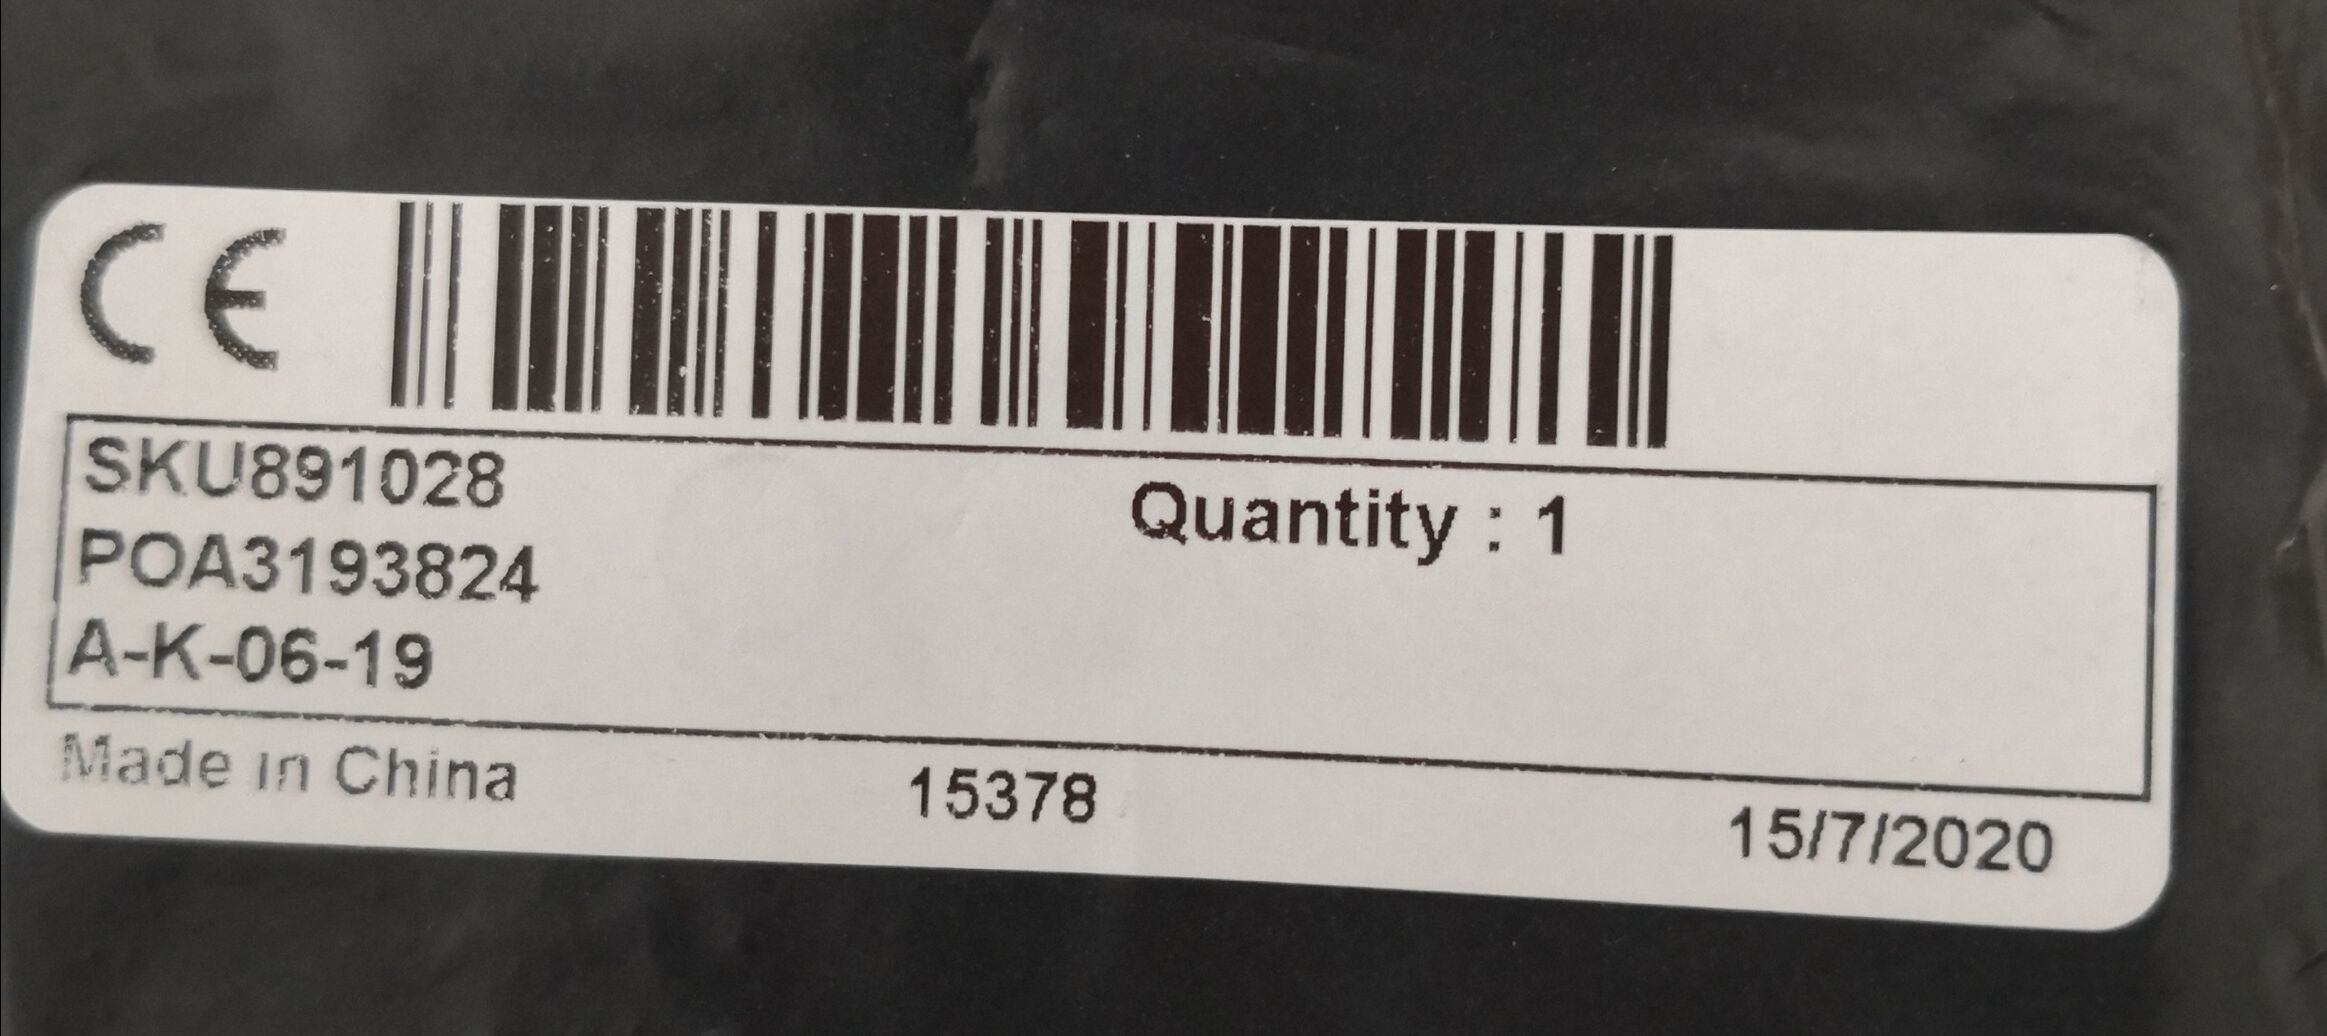 CE
SKU891028
Quantity : 1
POA3193824
A-K-06-19
Made in China
15378
15/7/2020